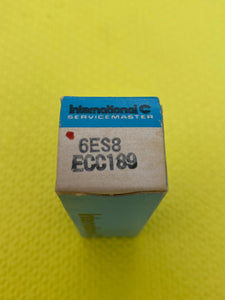 International C
SERVICEMASTER
6ES8
ECC189